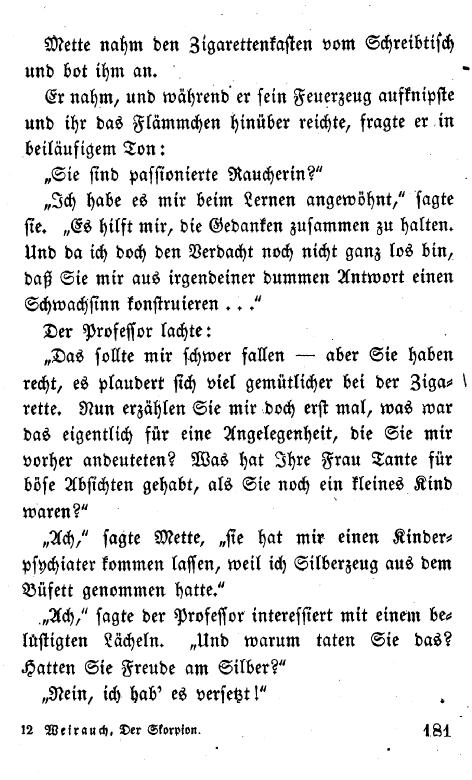 Mette nahm den Zigarettenkasten vom Schreibtisch
und bot ihm an.
Er nahm, und während er sein Feuerzeug aufknipste
und ihr das Flämmchen hinüber reichte, fragte er in
beiläufigem Ton:
„Sie sind passionierte Raucherin?“
„Ich habe es mir beim Lernen angewöhnt,“ sagte
sie. „Es hilft mir, die Gedanken zusammen zu halten.
Und da ich doch den Verdacht noch nicht ganz los bin,
daß Sie mir aus irgendeiner dummen Antwort einen
Schwachsinn konstruieren . . .“
Der Professor lachte:
„Das sollte mir schwer fallen — aber Sie haben
recht, es plaudert sich viel gemütlicher bei der Ziga-
rette. Nun erzählen Sie mir doch erst mal, was war
das eigentlich für eine Angelegenheit, die Sie mir
vorher andeuteten? Was hat Ihre Frau Tante für
böse Absichten gehabt, als Sie noch ein kleines Kind
waren?“
„Ach,“ sagte Mette, „sie hat mir einen Kinder-
psychiater kommen lassen, weil ich Silberzeug aus dem
Büfett genommen hatte.“
„Ach,“ sagte der Professor interessiert mit einem be-
lüstigten Lächeln. „Und warum taten Sie das?
Hatten Sie Freude am Silber?“
„Nein, ich hab' es versetzt!“
12 Weirauch, Der Skorpion.
181